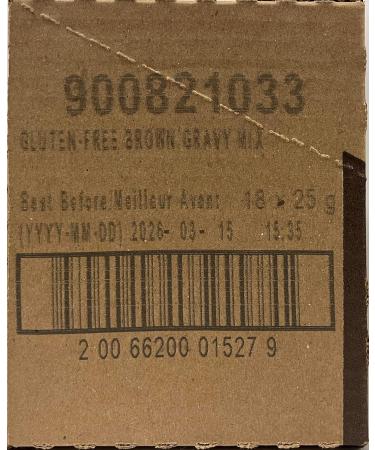 900821033
GLUTEN-FREE BROWN GRAVY MIX
Best Before/Meilleur Avant 18 x 25 g
(YYYY-MM-DD) 2026- 03- 15 15:35
2 00 66200 01527 9